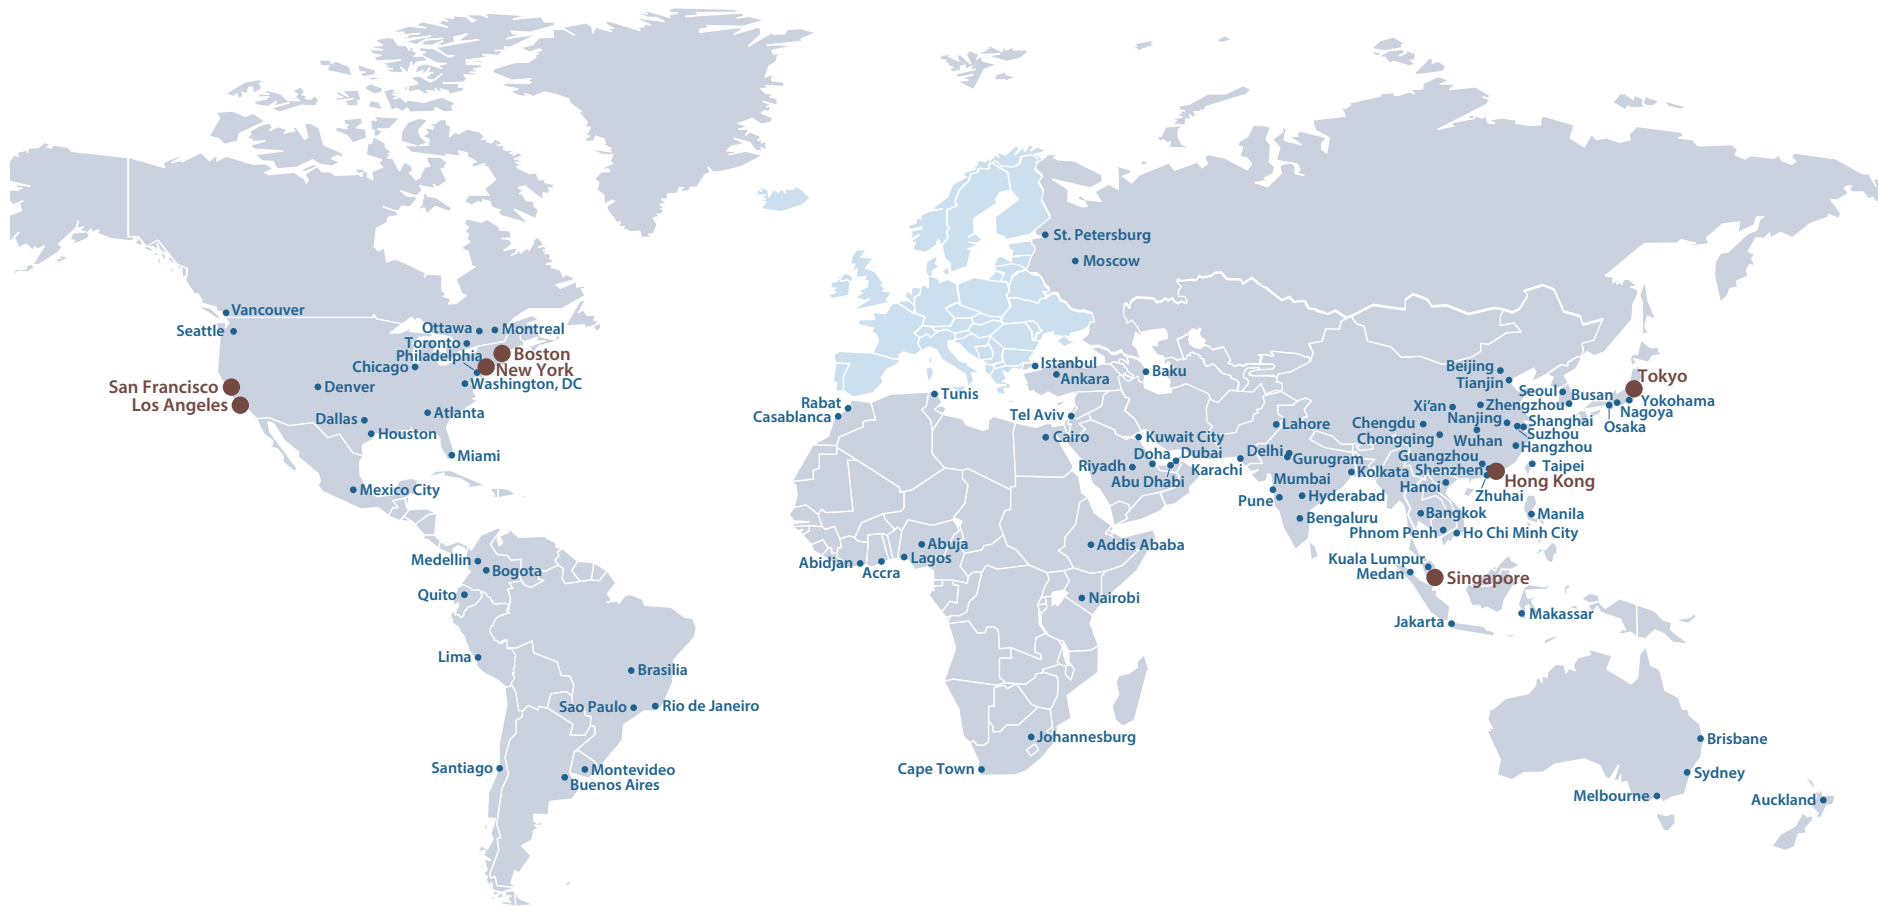 St. Petersburg
Moscow
Vancouver
Seattle
Ottawa
Montreal
Toronto
Philadelphia
Boston
Chicago
New York
San Francisco
Denver
Washington, DC
Los Angeles
Dallas
Atlanta
Houston
Miami
Mexico City
Medellin
Bogota
Quito
Lima
Brasilia
Sao Paulo
Rio de Janeiro
Santiago
Montevideo
Buenos Aires
Istanbul
Ankara
Baku
Tunis
Rabat
Casablanca
Tel Aviv
Cairo
Kuwait City
Doha
Dubai
Riyadh
Abu Dhabi
Karachi
Lahore
Delhi
Gurugram
Kolkata
Mumbai
Pune
Hyderabad
Bengaluru
Abuja
Lagos
Abidjan
Accra
Addis Ababa
Nairobi
Johannesburg
Cape Town
Beijing
Tianjin
Seoul
Busan
Tokyo
Yokohama
Nagoya
Osaka
Xi’an
Zhengzhou
Chengdu
Nanjing
Shanghai
Suzhou
Chongqing
Wuhan
Hangzhou
Guangzhou
Shenzhen
Taipei
Hong Kong
Hanoi
Zhuhai
Bangkok
Manila
Phnom Penh
Ho Chi Minh City
Kuala Lumpur
Medan
Singapore
Makassar
Jakarta
Brisbane
Sydney
Melbourne
Auckland